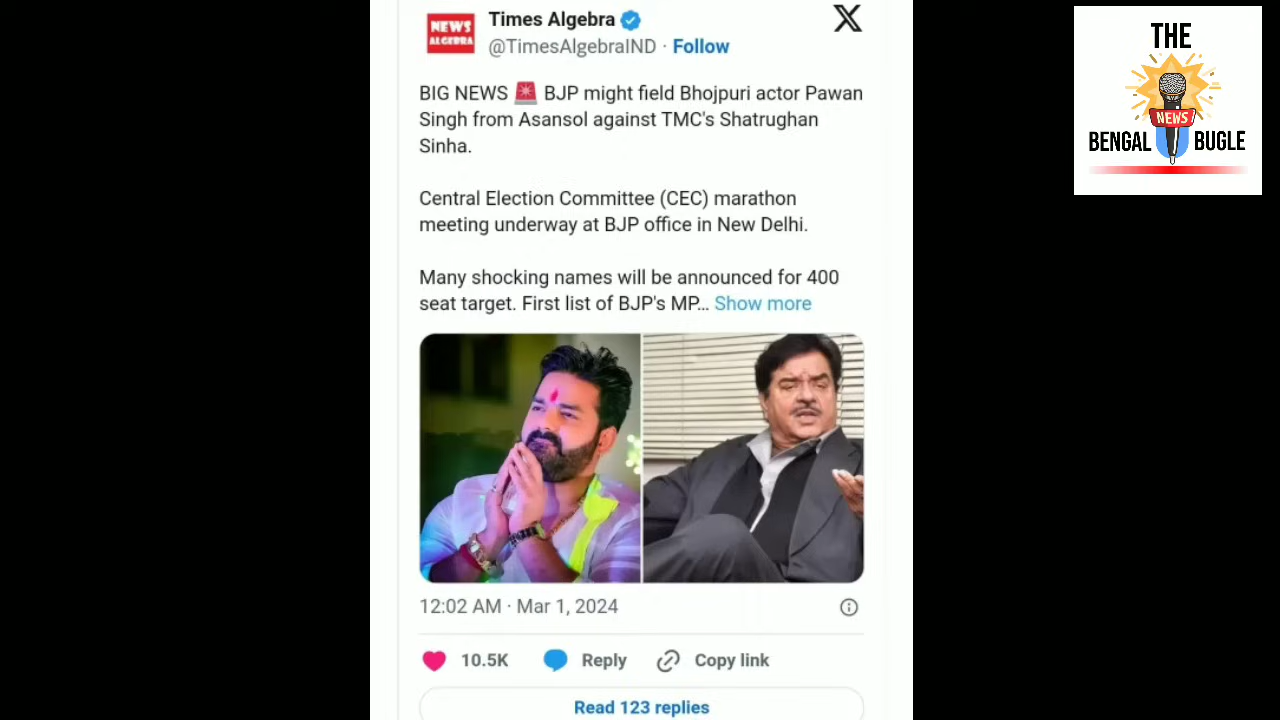 Times Algebra
@TimesAlgebraIND · Follow
BIG NEWS 🚨 BJP might field Bhojpuri actor Pawan
Singh from Asansol against TMC's Shatrughan
Sinha.
Central Election Committee (CEC) marathon
meeting underway at BJP office in New Delhi.
Many shocking names will be announced for 400
seat target. First list of BJP's MP... Show more
12:02 AM · Mar 1, 2024
10.5K Reply Copy link
Read 123 replies
NEWS
ALGEBRA
THE
NEWS
BENGAL BUGLE